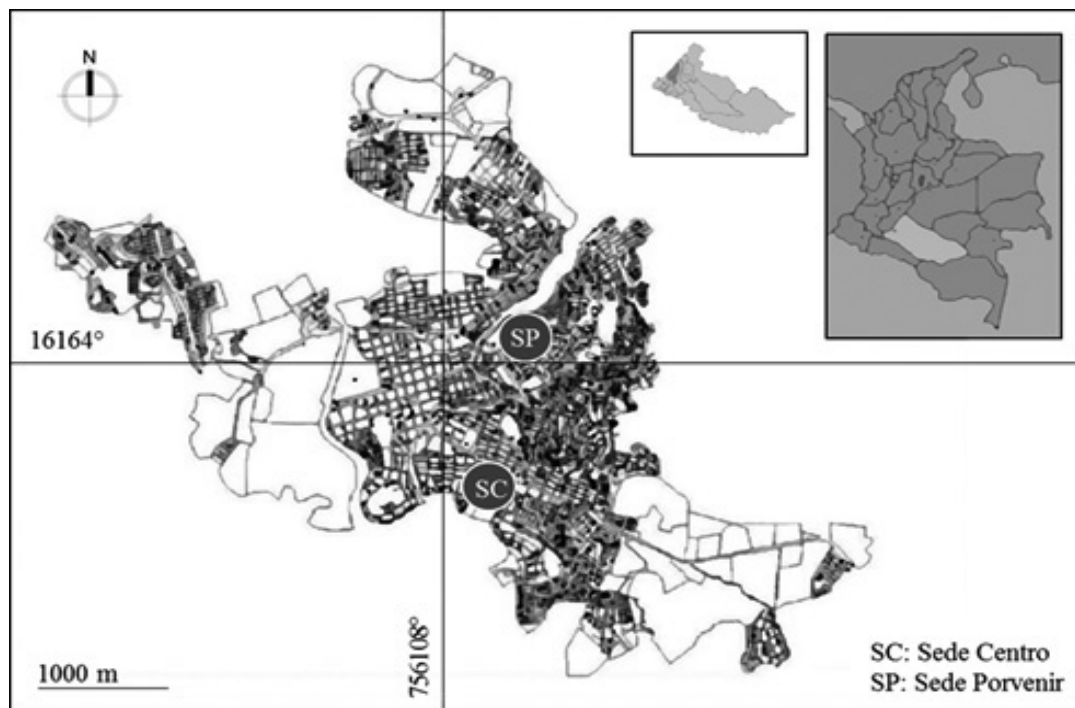 N
16164°
SP
SC
756108°
1000 m
SC: Sede Centro
SP: Sede Porvenir